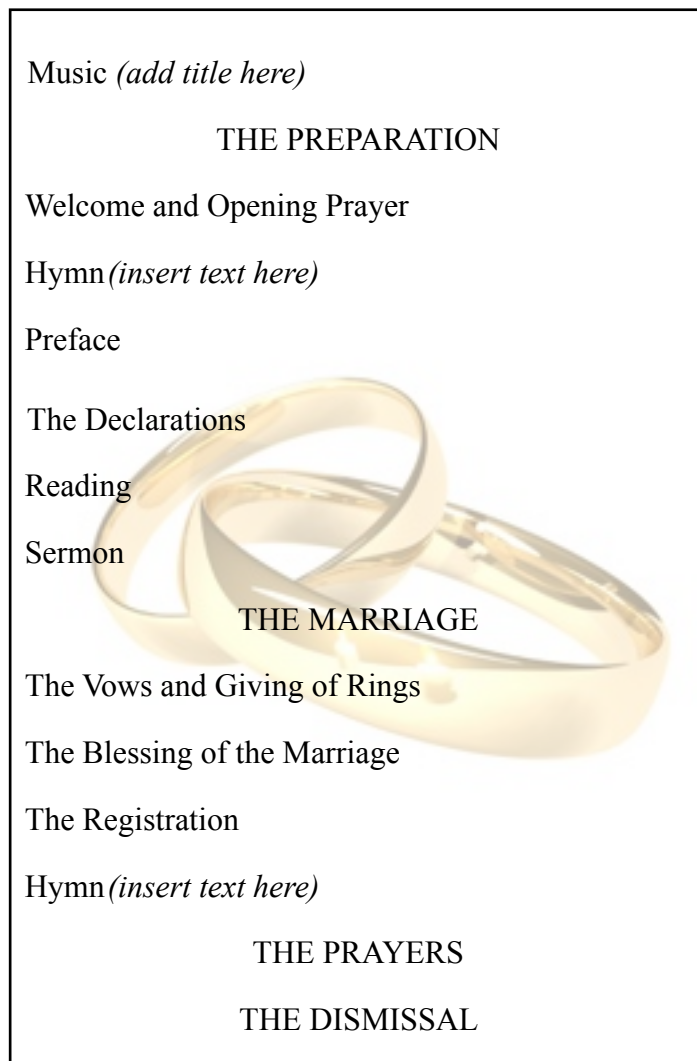 Music (add title here)
THE PREPARATION
Welcome and Opening Prayer
Hymn (insert text here)
Preface
The Declarations
Reading
Sermon
THE MARRIAGE
The Vows and Giving of Rings
The Blessing of the Marriage
The Registration
Hymn (insert text here)
THE PRAYERS
THE DISMISSAL